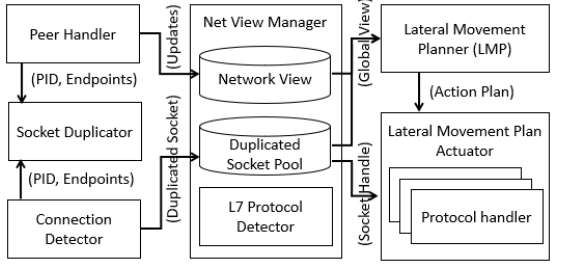 Peer Handler
(PID, Endpoints)
Socket Duplicator
(PID, Endpoints)
Connection
Detector
(Updates)
(Duplicated Socket)
Net View Manager
Network View
Duplicated
Socket Pool
L7 Protocol
Detector
(Global View)
(Socket Handle)
Lateral Movement
Planner (LMP)
(Action Plan)
Lateral Movement Plan
Actuator
Protocol handler